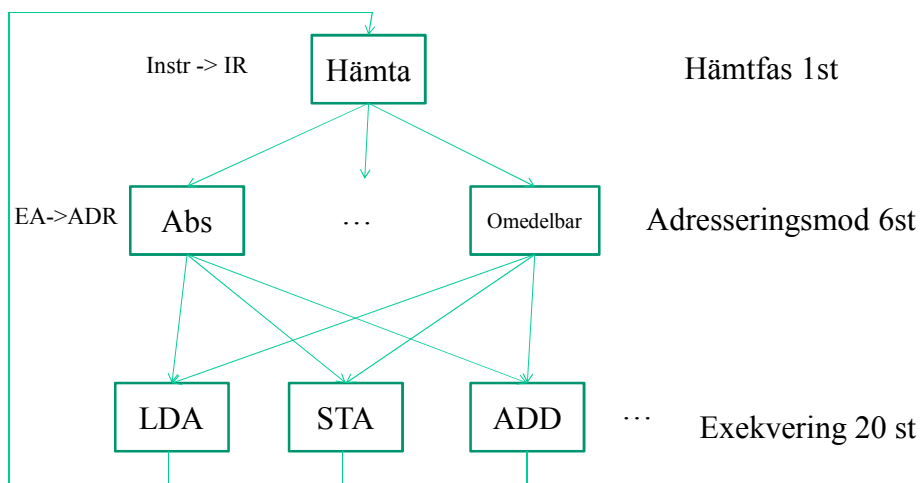 Instr -> IR
Hämta
Hämtfas 1st
EA->ADR
Abs
…
Omedelbar
Adresseringsmod 6st
LDA
STA
ADD
…
Exekvering 20 st